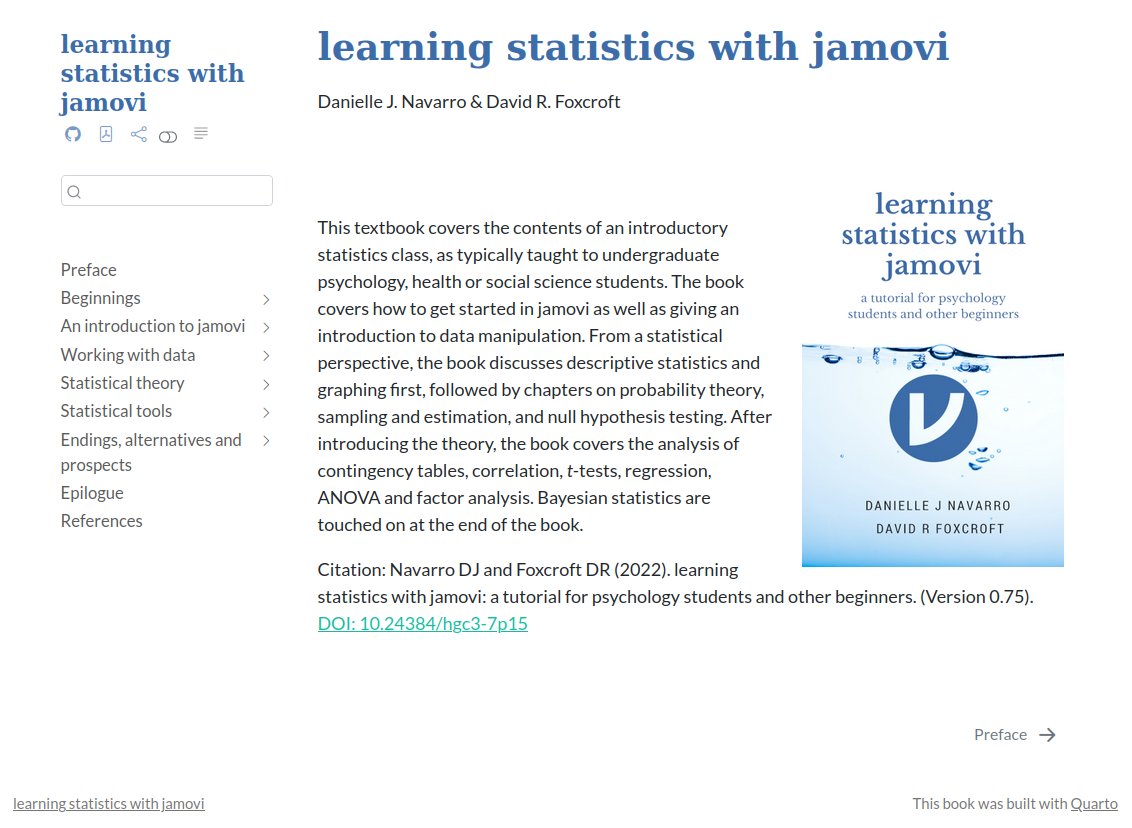 learning
statistics with
jamovi
Preface
Beginnings
An introduction to jamovi
Working with data
Statistical theory
Statistical tools
Endings, alternatives and
prospects
Epilogue
References
learning statistics with jamovi
Danielle J. Navarro & David R. Foxcroft
This textbook covers the contents of an introductory
statistics class, as typically taught to undergraduate
psychology, health or social science students. The book
covers how to get started in jamovi as well as giving an
introduction to data manipulation. From a statistical
perspective, the book discusses descriptive statistics and
graphing first, followed by chapters on probability theory,
sampling and estimation, and null hypothesis testing. After
introducing the theory, the book covers the analysis of
contingency tables, correlation, t-tests, regression,
ANOVA and factor analysis. Bayesian statistics are
touched on at the end of the book.
learning
statistics with
jamovi
a tutorial for psychology
students and other beginners
DANIELLE J NAVARRO
DAVID R FOXCROFT
Citation: Navarro DJ and Foxcroft DR (2022). learning
statistics with jamovi: a tutorial for psychology students and other beginners. (Version 0.75).
DOI: 10.24384/hgc3-7p15
Preface
learning statistics with jamovi
This book was built with Quarto